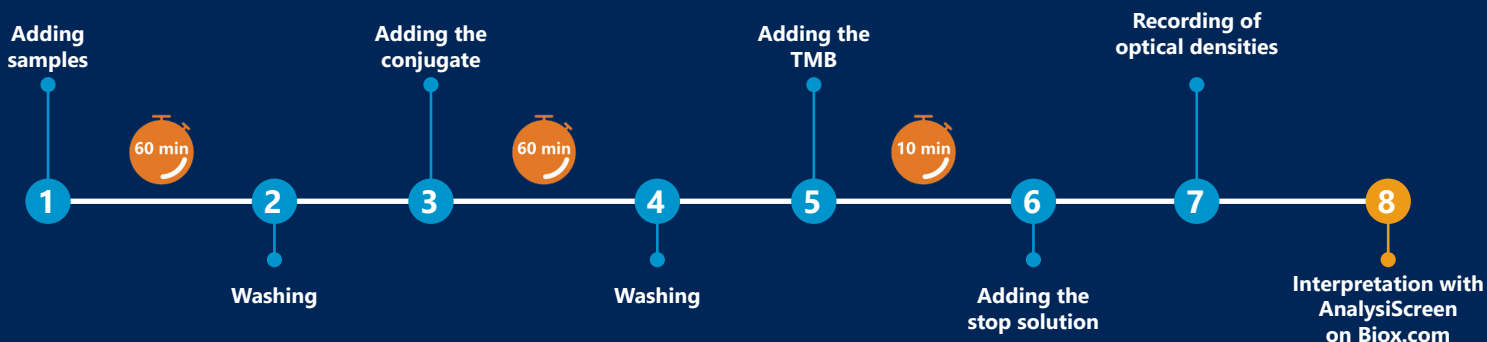 Adding
samples
60 min
1
2
Washing
Adding the
conjugate
60 min
3
4
Washing
Adding the
TMB
10 min
5
6
Adding the
stop solution
Recording of
optical densities
7
8
Interpretation with
AnalysiScreen
on Biox.com